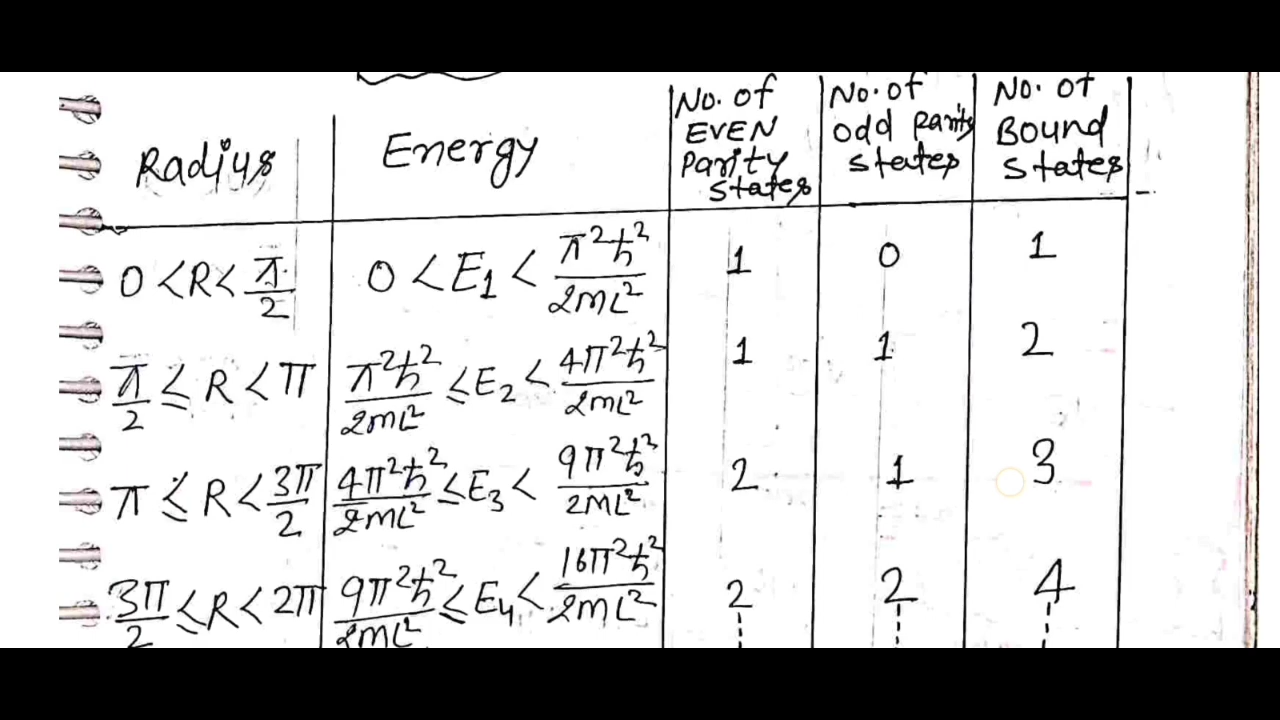 Radius | Energy | No. of EVEN Parity States | No. of odd Parity states | No. of Bound States
0 < R < π/2 | 0 < E₁ < π²ħ²/2mL² | 1 | 0 | 1
π/2 ≤ R < π | π²ħ²/2mL² ≤ E₂ < 4π²ħ²/2mL² | 1 | 1 | 2
π ≤ R < 3π/2 | 4π²ħ²/2mL² ≤ E₃ < 9π²ħ²/2mL² | 2 | 1 | 3
3π/2 ≤ R < 2π | 9π²ħ²/2mL² ≤ E₄ < 16π²ħ²/2mL² | 2 | 2 | 4